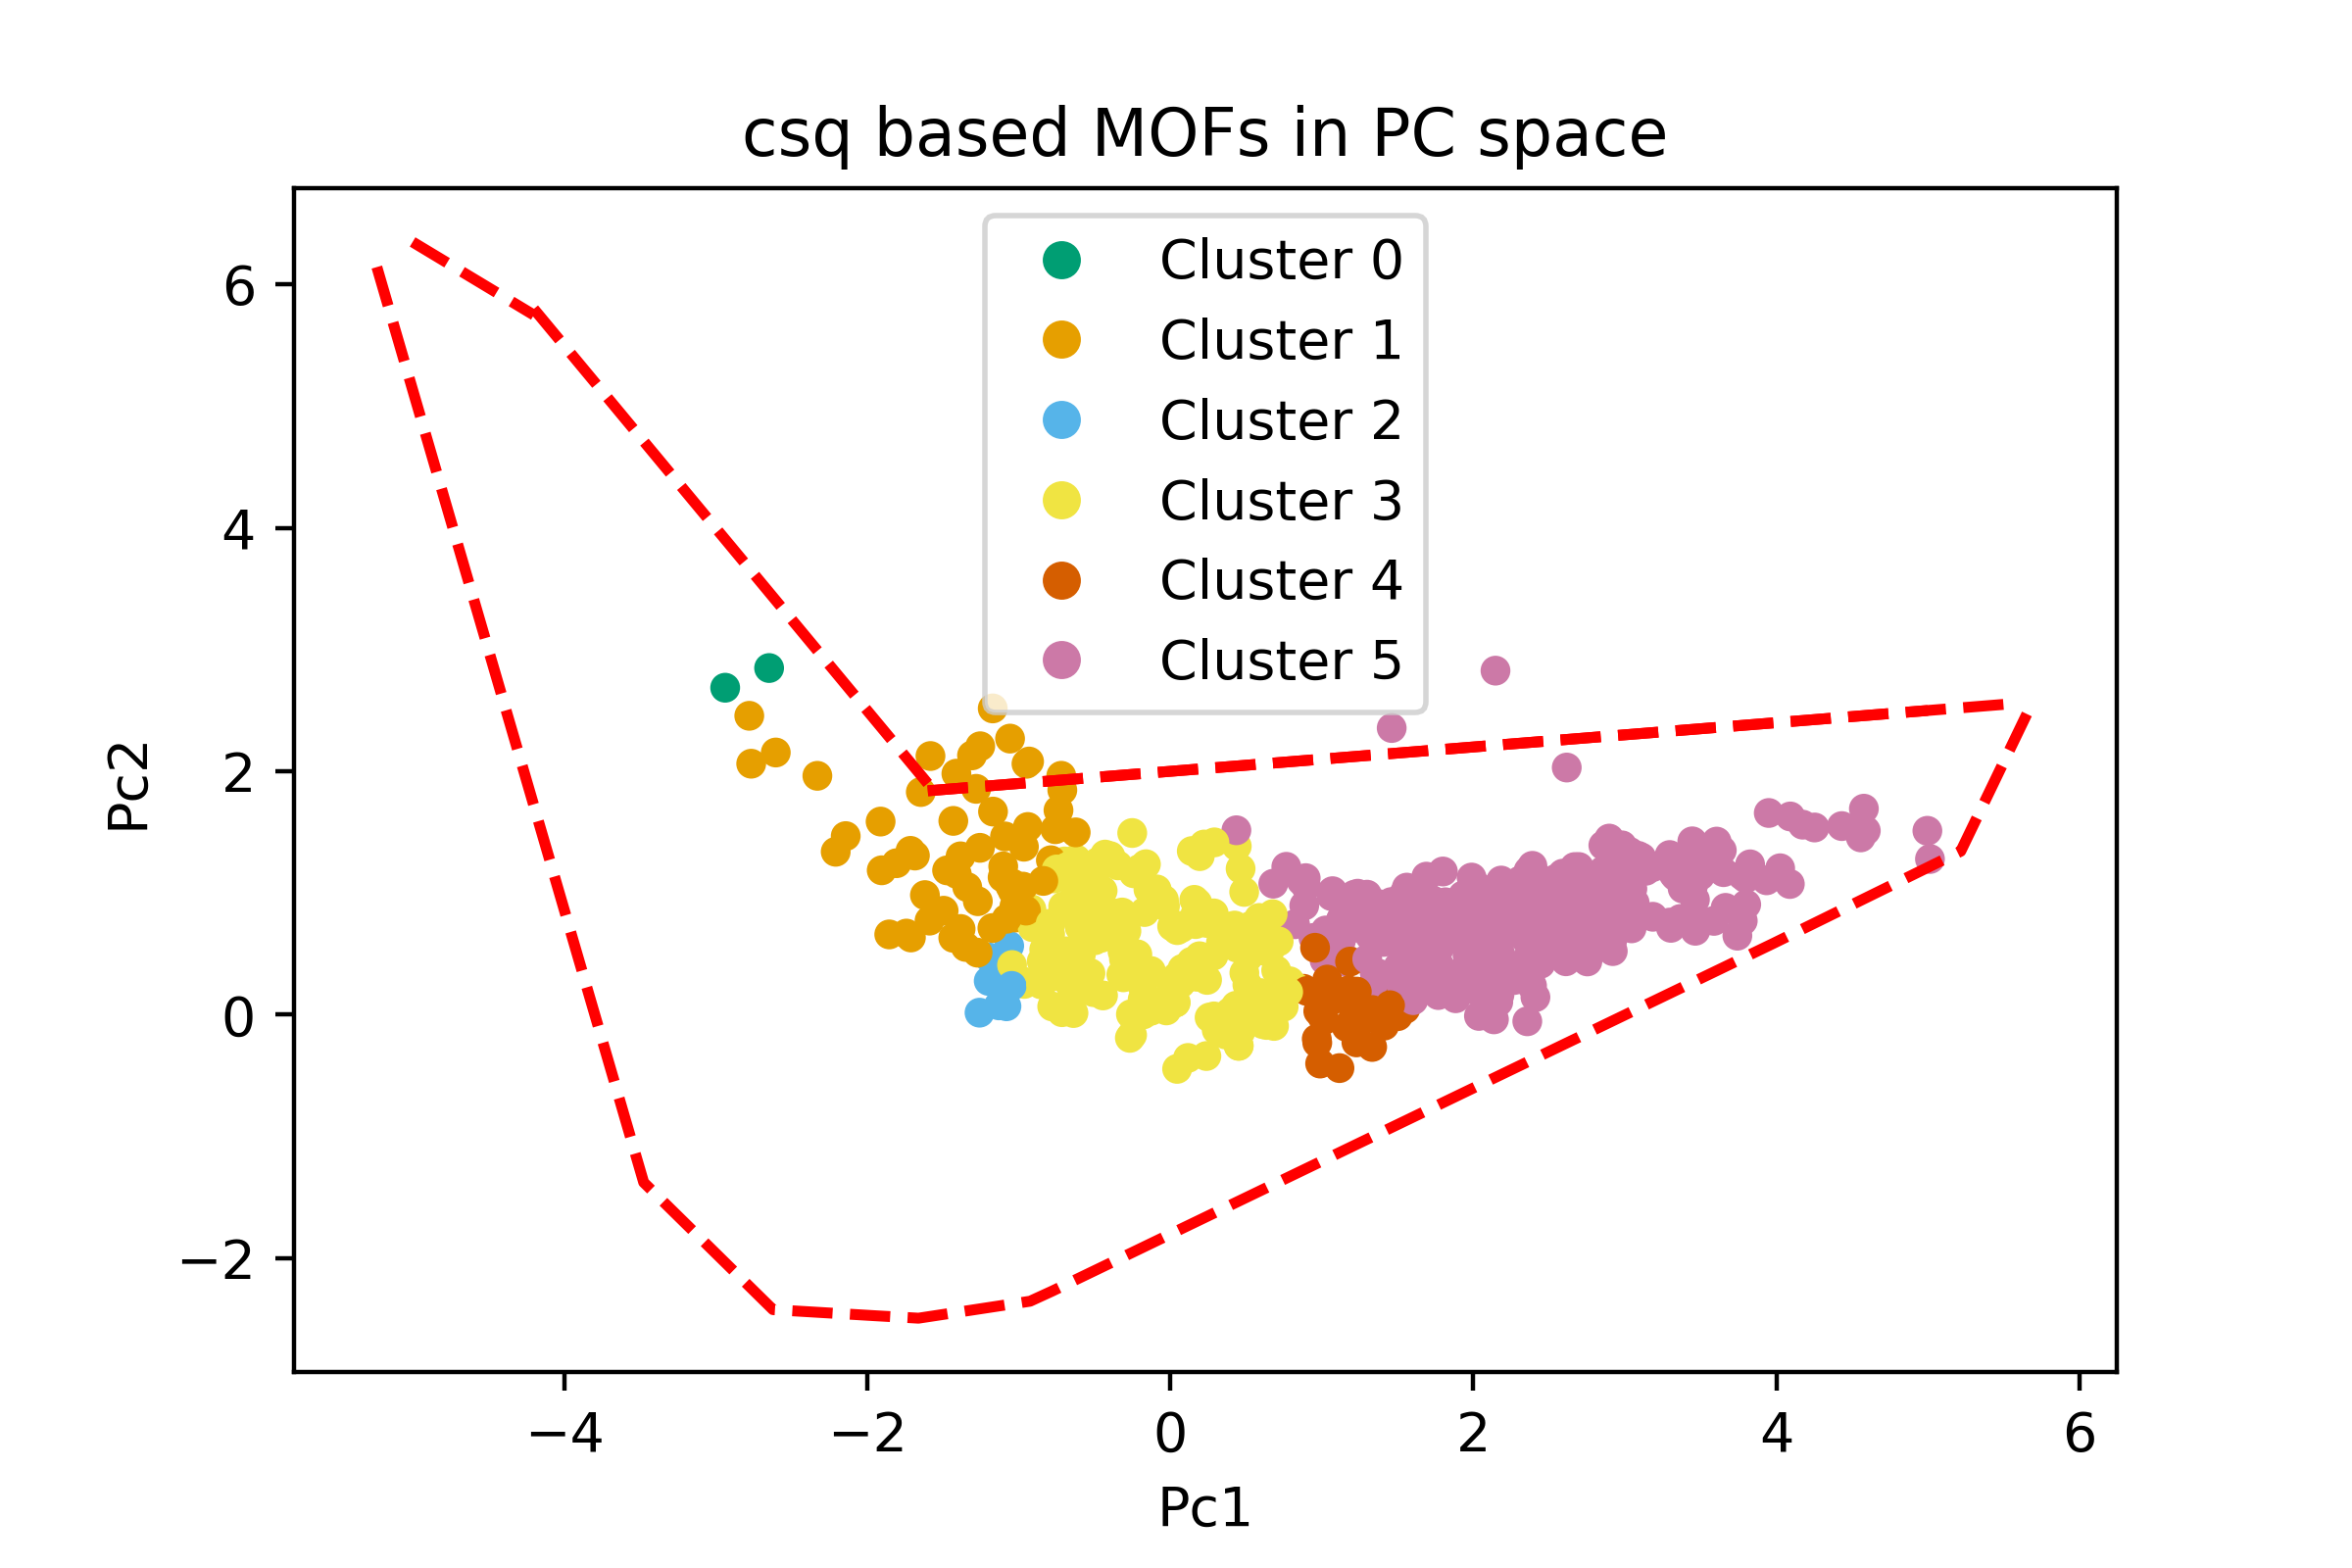 csq based MOFs in PC space
Cluster 0
Cluster 1
Cluster 2
Cluster 3
Cluster 4
Cluster 5
6
4
2
0
−2
Pc2
−4 −2 0 2 4 6
Pc1